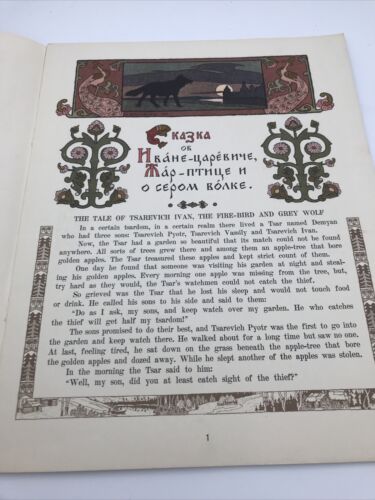 Сказка
об
Иване-царевиче,
Жар-птице и
о сером волке.
THE TALE OF TSAREVICH IVAN, THE FIRE-BIRD AND GREY WOLF
In a certain tsardom, in a certain realm there lived a Tsar named Demyan
who had three sons: Tsarevich Pyotr, Tsarevich Vassily and Tsarevich Ivan.
Now, the Tsar had a garden so beautiful that its match could not be found
anywhere. All sorts of trees grew there and among them an apple-tree that bore
golden apples. The Tsar treasured these apples and kept strict count of them.
One day he found that someone was visiting his garden at night and steal-
ing his golden apples. Every morning one apple was missing from the tree, but,
try hard as they would, the Tsar's watchmen could not catch the thief.
So grieved was the Tsar that he lost sleep and would not touch food
or drink. He called his sons to his side and said to them:
"Do as I ask, my sons, and keep watch over my garden. He who catches
the thief will get half my tsardom!"
The sons promised to do their best, and Tsarevich Pyotr was the first to go into
the garden and keep watch there. He walked about for a long time but saw no one.
At last, feeling tired, he sat down on the grass beneath the apple-tree that bore
the golden apples and dozed away. While he slept another of the apples was stolen.
In the morning the Tsar said to him:
"Well, my son, did you at least catch sight of the thief?"
1